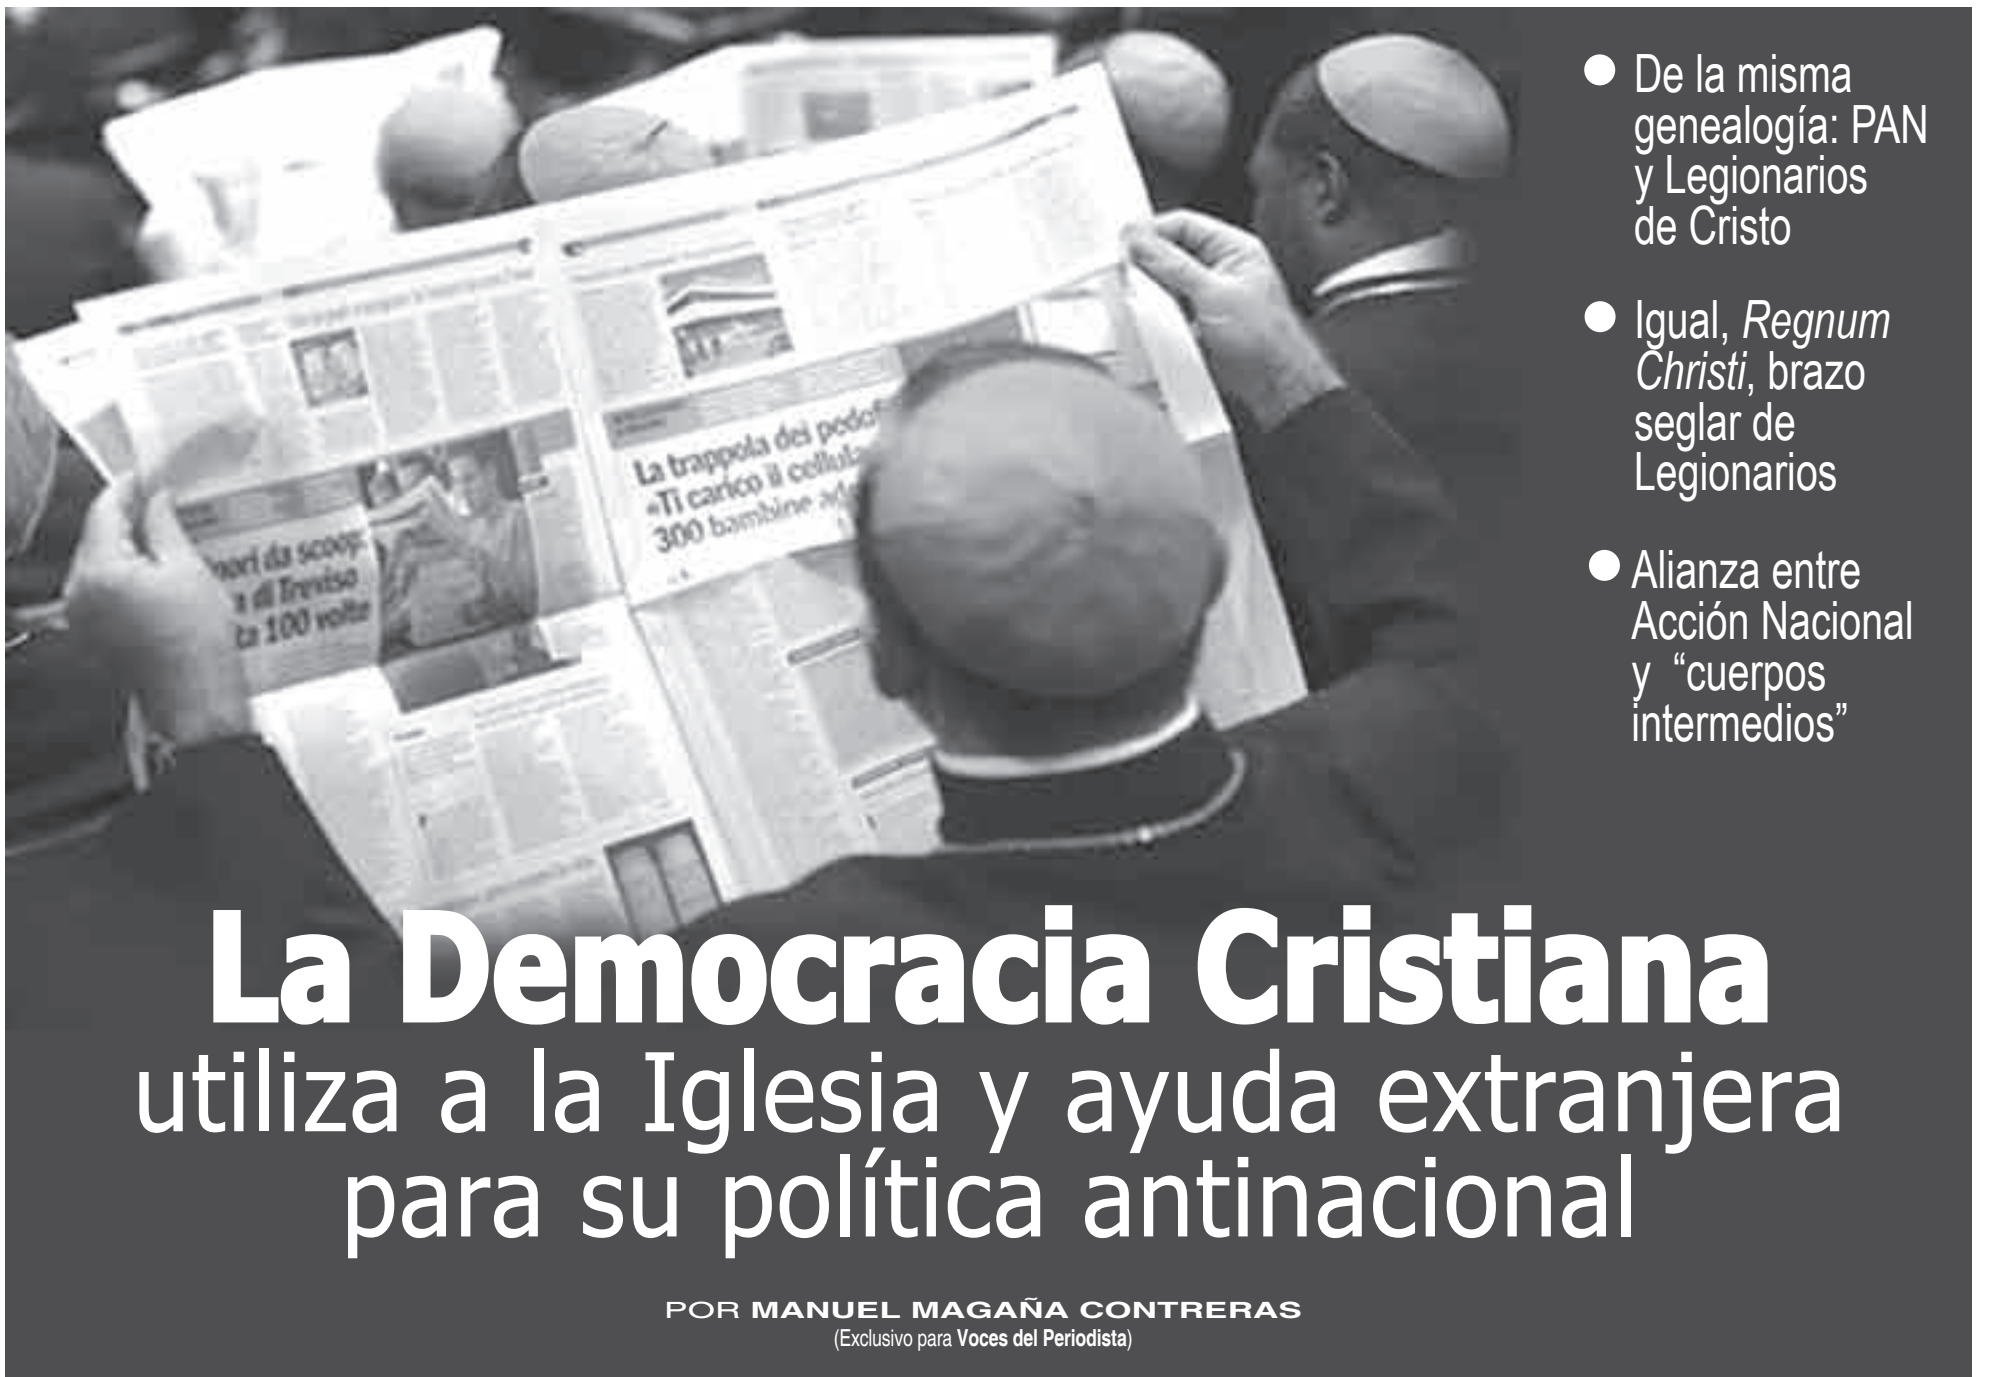 De la misma
genealogía: PAN
y Legionarios
de Cristo
Igual, Regnum
Christi, brazo
seglar de
Legionarios
Alianza entre
Acción Nacional
y “cuerpos
intermedios”
La trappola dei
«Ti carico il
300 bambine
da scoop
di Treviso
100 volte
La Democracia Cristiana
utiliza a la Iglesia y ayuda extranjera
para su política antinacional
POR MANUEL MAGAÑA CONTRERAS
(Exclusivo para Voces del Periodista)